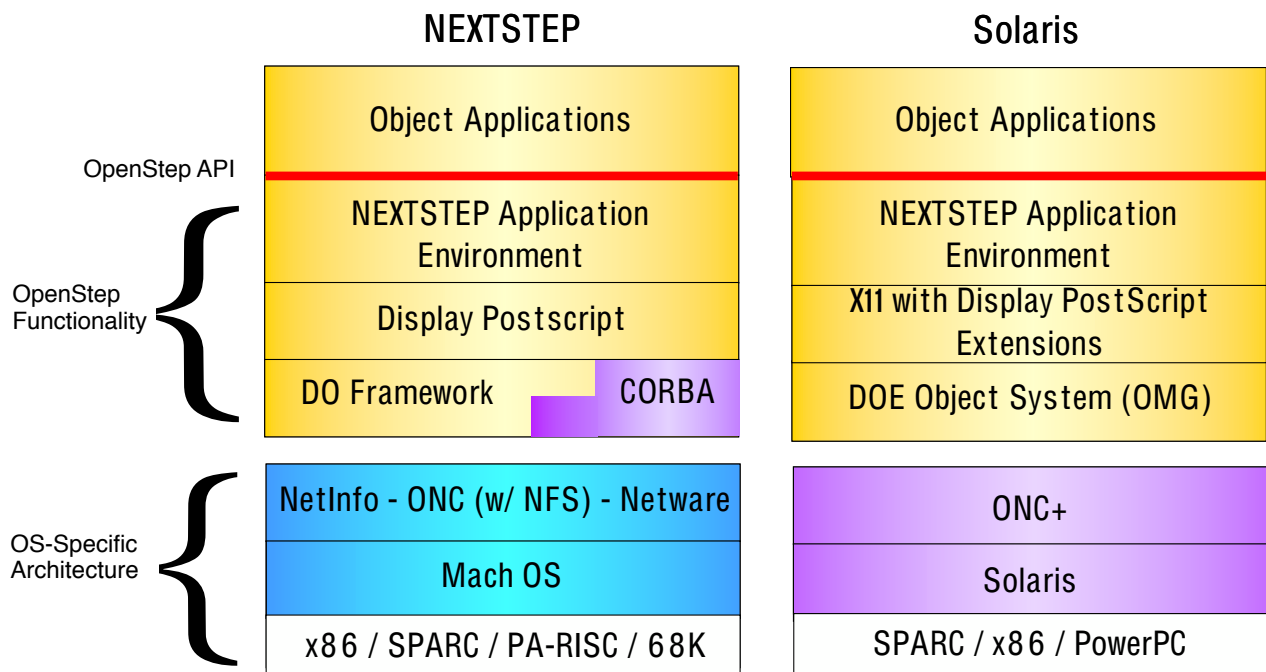 NEXTSTEP
Solaris
Object Applications
Object Applications
OpenStep API
NEXTSTEP Application
Environment
NEXTSTEP Application
Environment
OpenStep
Functionality
Display Postscript
X11 with Display PostScript
Extensions
DO Framework
CORBA
DOE Object System (OMG)
NetInfo - ONC (w/ NFS) - Netware
ONC+
OS-Specific
Architecture
Mach OS
Solaris
x86 / SPARC / PA-RISC / 68K
SPARC / x86 / PowerPC